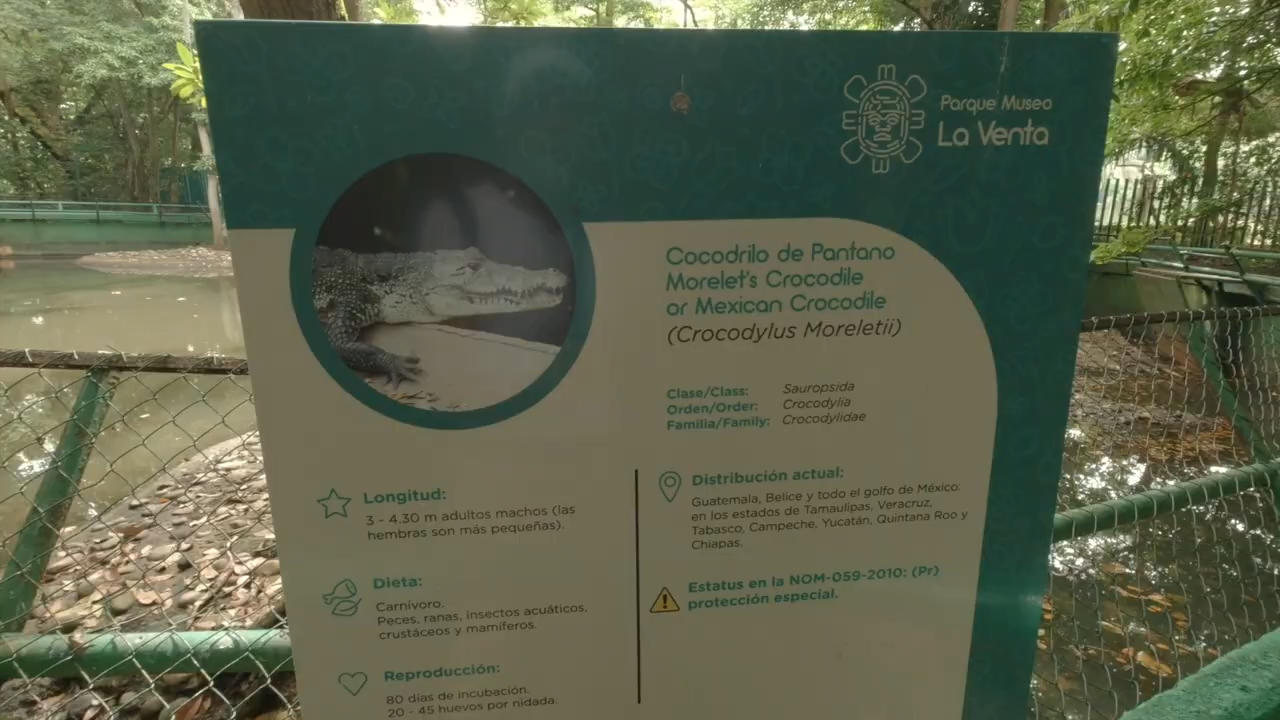 Parque Museo
La Venta
Cocodrilo de Pantano
Morelet's Crocodile
or Mexican Crocodile
(Crocodylus Moreletii)
Clase/Class: Sauropsida
Orden/Order: Crocodylia
Familia/Family: Crocodylidae
Longitud:
3 - 4.30 m adultos machos (las
hembras son más pequeñas).
Dieta:
Carnívoro.
Peces, ranas, insectos acuáticos,
crustáceos y mamíferos.
Reproducción:
80 días de incubación.
20 - 45 huevos por nidada.
Distribución actual:
Guatemala, Belice y todo el golfo de México:
en los estados de Tamaulipas, Veracruz,
Tabasco, Campeche, Yucatán, Quintana Roo y
Chiapas.
Estatus en la NOM-059-2010: (Pr)
protección especial.